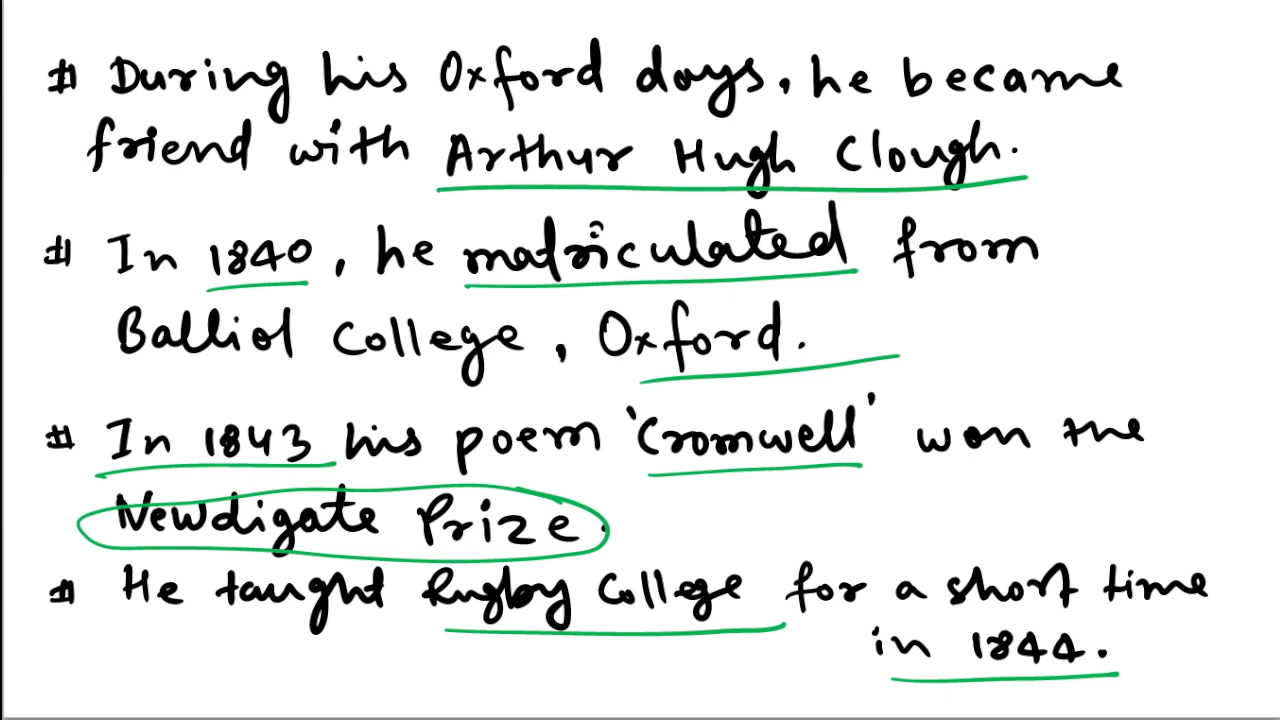 # During his Oxford days, he became
friend with Arthur Hugh Clough.
# In 1840, he matriculated from
Balliol College, Oxford.
# In 1843 his poem 'Cromwell' won the
Newdigate Prize.
# He taught Rugby College for a short time
in 1844.